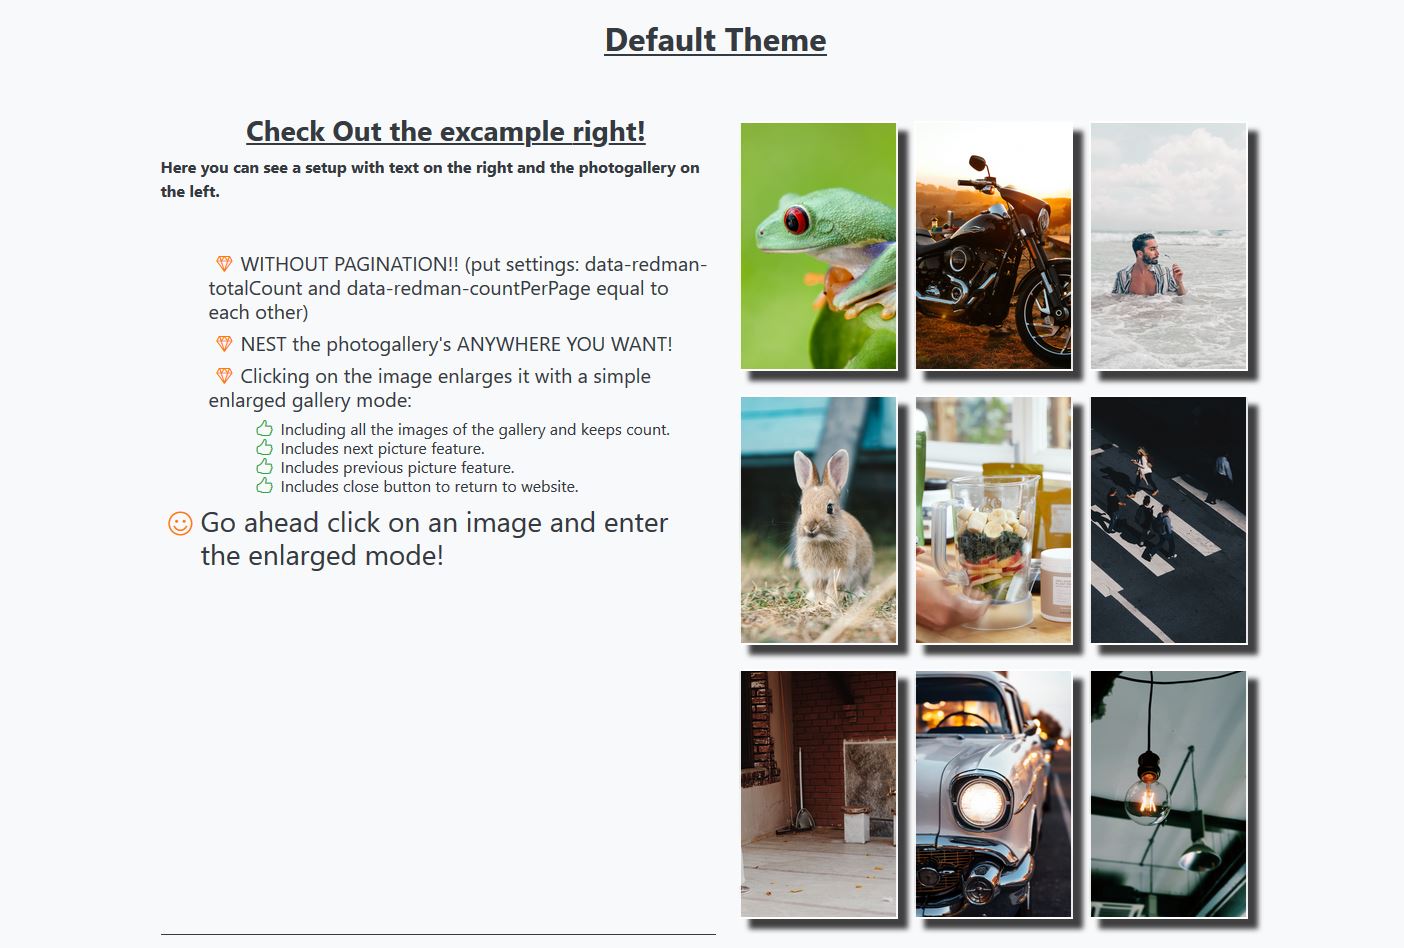 Default Theme
Check Out the excample right!
Here you can see a setup with text on the right and the photogallery on
the left.
WITHOUT PAGINATION!! (put settings: data-redman-
totalCount and data-redman-countPerPage equal to
each other)
NEST the photogallery's ANYWHERE YOU WANT!
Clicking on the image enlarges it with a simple
enlarged gallery mode:
Including all the images of the gallery and keeps count.
Includes next picture feature.
Includes previous picture feature.
Includes close button to return to website.
Go ahead click on an image and enter
the enlarged mode!